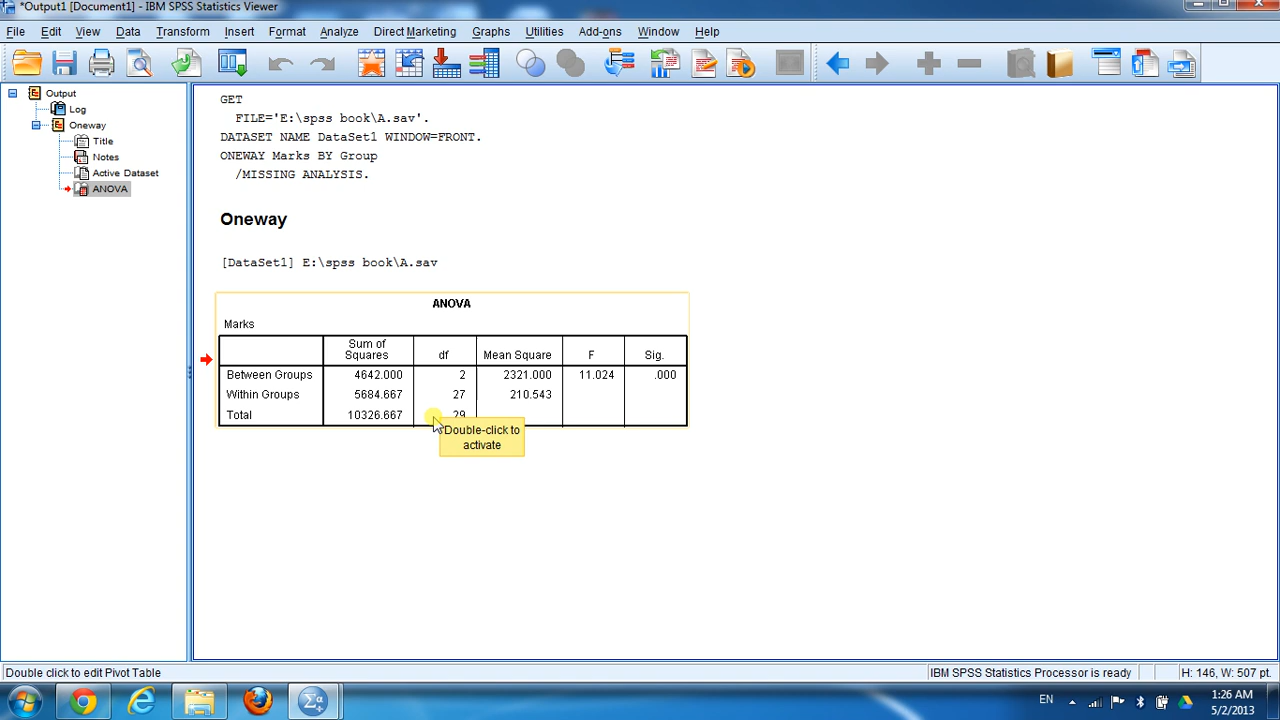 *Output1 [Document1] - IBM SPSS Statistics Viewer
File Edit View Data Transform Insert Format Analyze Direct Marketing Graphs Utilities Add-ons Window Help
Output
Log
Oneway
Title
Notes
Active Dataset
ANOVA
GET
FILE='E:\spss book\A.sav'.
DATASET NAME DataSet1 WINDOW=FRONT.
ONEWAY Marks BY Group
/MISSING ANALYSIS.
Oneway
[DataSet1] E:\spss book\A.sav
ANOVA
Marks
Sum of Squares df Mean Square F Sig.
Between Groups 4642.000 2 2321.000 11.024 .000
Within Groups 5684.667 27 210.543
Total 10326.667 29
Double-click to
activate
Double click to edit Pivot Table
IBM SPSS Statistics Processor is ready
H: 146, W: 507 pt.
EN
1:26 AM
5/2/2013